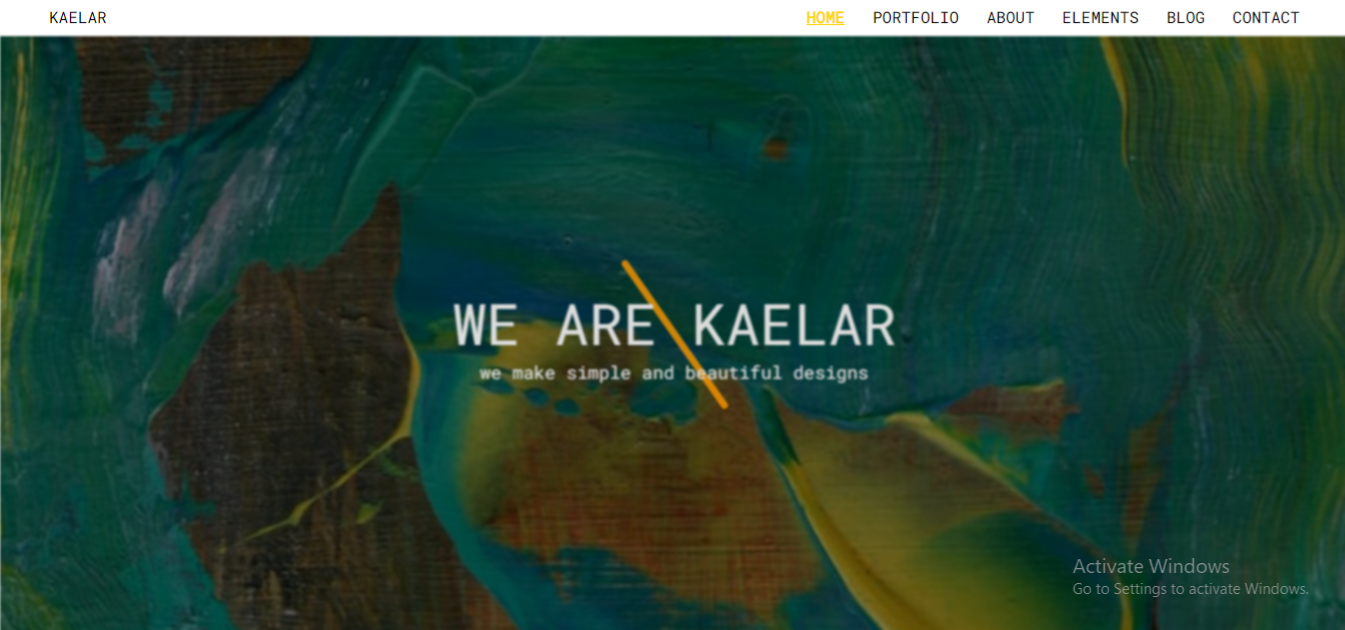 KAELAR HOME PORTFOLIO ABOUT ELEMENTS BLOG CONTACT
WE ARE KAELAR
we make simple and beautiful designs
Activate Windows
Go to Settings to activate Windows.